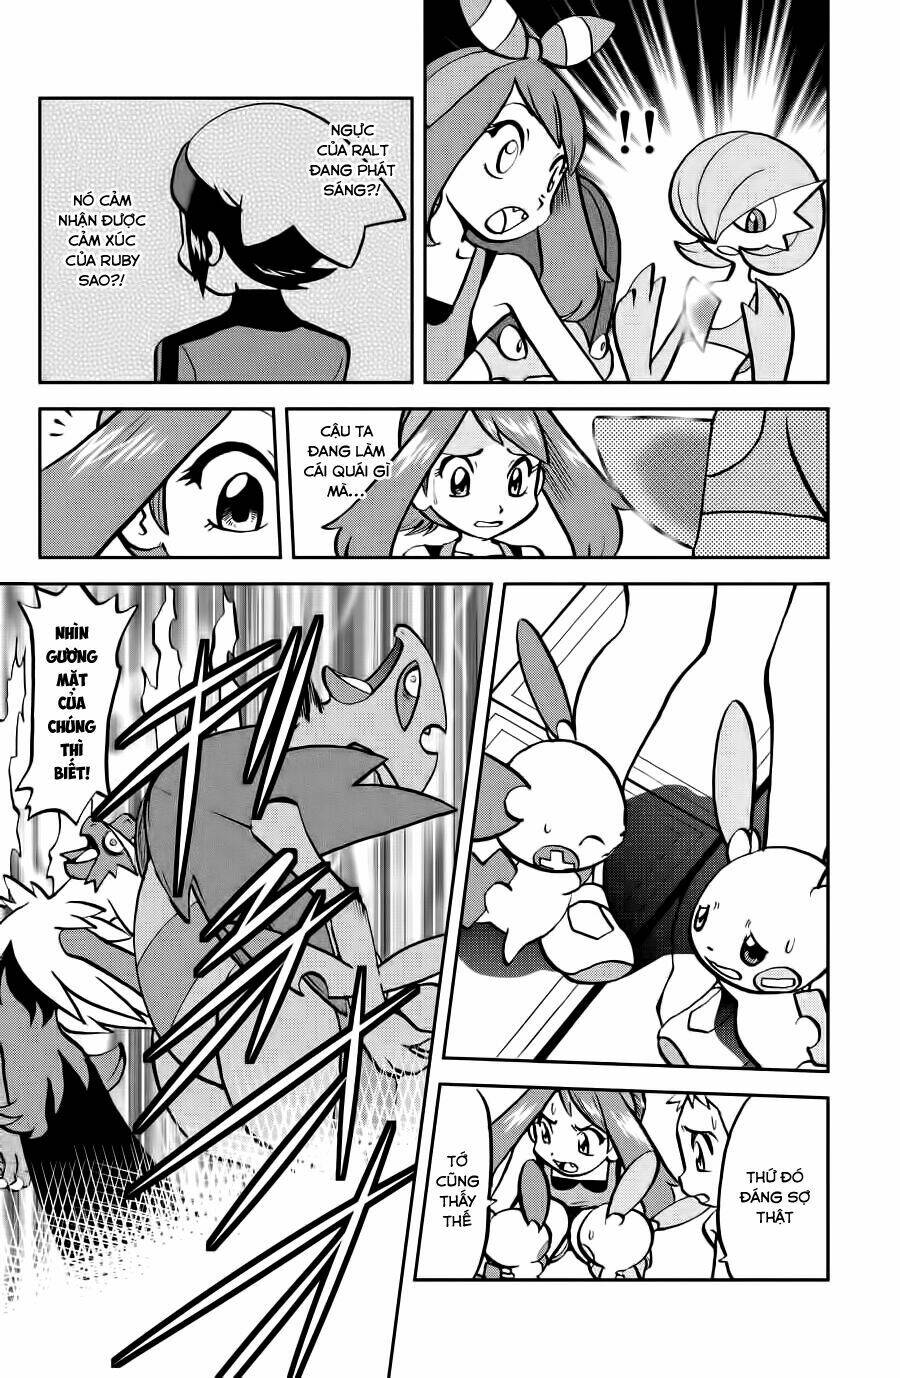 !!
NGỰC
CỦA RALT
ĐANG PHÁT
SÁNG?!
NÓ CẢM
NHẬN ĐƯỢC
CẢM XÚC
CỦA RUBY
SAO?!
CẬU TA
ĐANG LÀM
CÁI QUÁI GÌ
MÀ...
NHÌN
GƯƠNG
MẶT
CỦA
CHÚNG
THÌ
BIẾT!
THỨ ĐÓ
ĐÁNG SỢ
THẬT
TỚ
CŨNG
THẤY
THẾ